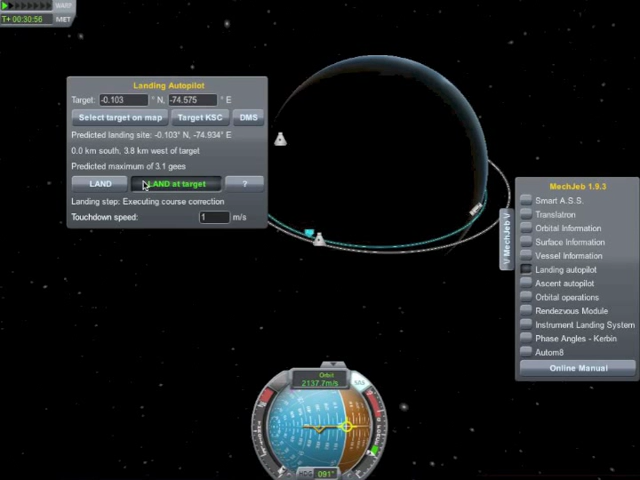 WARP
T+ 00:30:56 MET
Landing Autopilot
Target: -0.103 ° N, -74.575 ° E
Select target on map Target KSC DMS
Predicted landing site: -0.103° N, -74.934° E
0.0 km south, 3.8 km west of target
Predicted maximum of 3.1 gees
LAND LAND at target ?
Landing step: Executing course correction
Touchdown speed: 1 m/s
V MechJeb V
MechJeb 1.9.3
Smart A.S.S.
Translatron
Orbital Information
Surface Information
Vessel Information
Landing autopilot
Ascent autopilot
Orbital operations
Rendezvous Module
Instrument Landing System
Phase Angles - Kerbin
Autom8
Online Manual
Orbit
2137.7m/s
SAS
HDG 091°